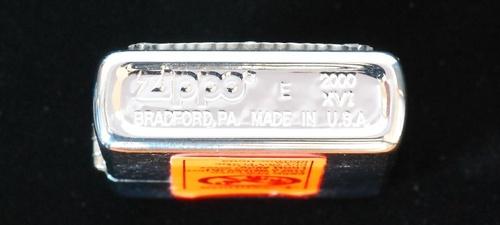 Zippo® E 2000
XVI
BRADFORD, PA. MADE IN U.S.A.